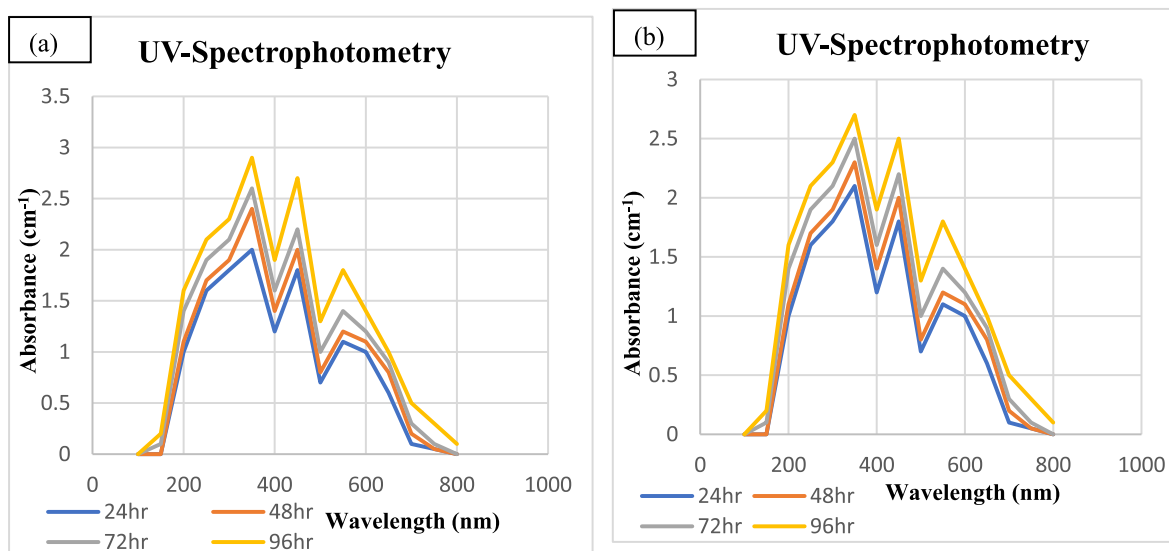 (a)
UV-Spectrophotometry
3.5
3
2.5
2
1.5
1
0.5
0
Absorbance (cm⁻¹)
0 200 400 600 800 1000
Wavelength (nm)
24hr 48hr
72hr 96hr
(b)
UV-Spectrophotometry
3
2.5
2
1.5
1
0.5
0
Absorbance (cm⁻¹)
0 200 400 600 800 1000
Wavelength (nm)
24hr 48hr
72hr 96hr